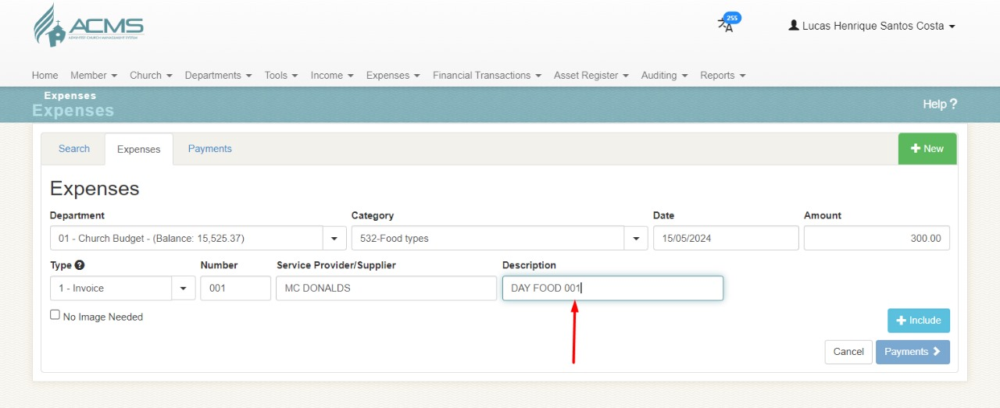 ACMS
ADVENTIST CHURCH MANAGEMENT SYSTEM
255
Lucas Henrique Santos Costa
Home Member Church Departments Tools Income Expenses Financial Transactions Asset Register Auditing Reports
Expenses
Expenses
Help ?
Search Expenses Payments
+ New
Expenses
Department Category Date Amount
01 - Church Budget - (Balance: 15,525.37) 532-Food types 15/05/2024 300.00
Type ? Number Service Provider/Supplier Description
1 - Invoice 001 MC DONALDS DAY FOOD 001
No Image Needed
+ Include
Cancel Payments